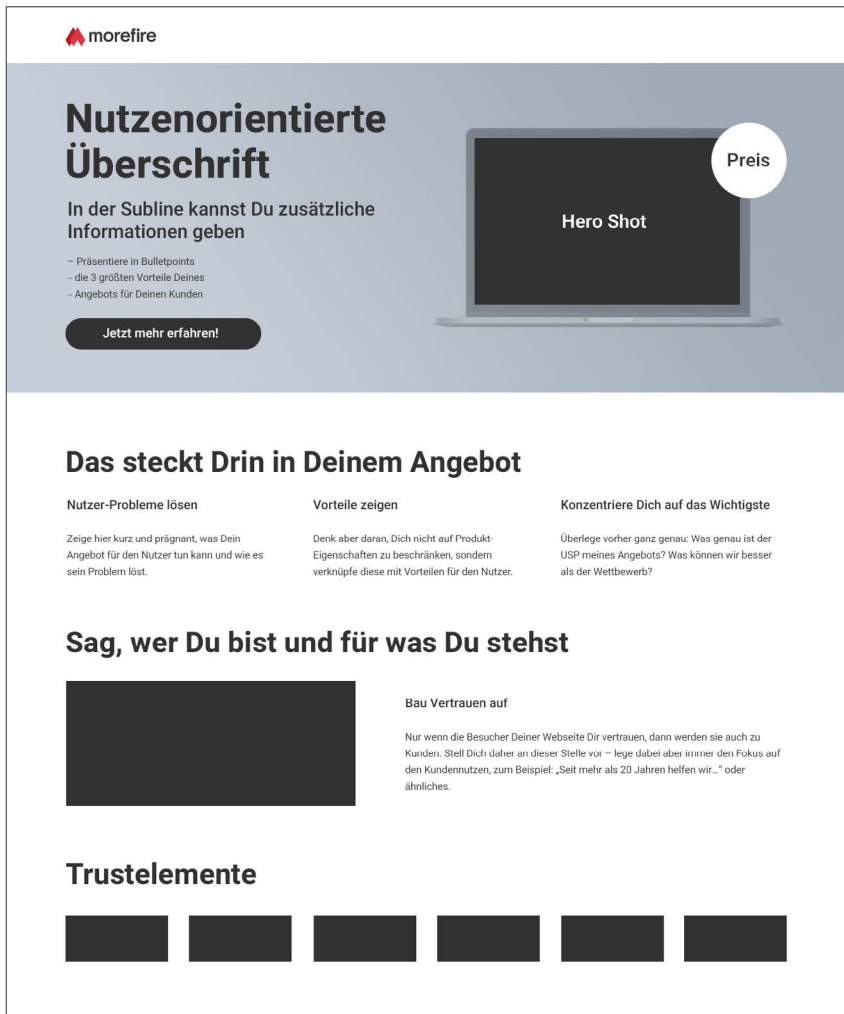 morefire
Nutzenorientierte
Überschrift
In der Subline kannst Du zusätzliche
Informationen geben
– Präsentiere in Bulletpoints
– die 3 größten Vorteile Deines
– Angebots für Deinen Kunden
Jetzt mehr erfahren!
Hero Shot
Preis
Das steckt Drin in Deinem Angebot
Nutzer-Probleme lösen
Zeige hier kurz und prägnant, was Dein
Angebot für den Nutzer tun kann und wie es
sein Problem löst.
Vorteile zeigen
Denk aber daran, Dich nicht auf Produkt-
Eigenschaften zu beschränken, sondern
verknüpfe diese mit Vorteilen für den Nutzer.
Konzentriere Dich auf das Wichtigste
Überlege vorher ganz genau: Was genau ist der
USP meines Angebots? Was können wir besser
als der Wettbewerb?
Sag, wer Du bist und für was Du stehst
Bau Vertrauen auf
Nur wenn die Besucher Deiner Webseite Dir vertrauen, dann werden sie auch zu
Kunden. Stell Dich daher an dieser Stelle vor – lege dabei aber immer den Fokus auf
den Kundennutzen, zum Beispiel: „Seit mehr als 20 Jahren helfen wir…“ oder
ähnliches.
Trustelemente